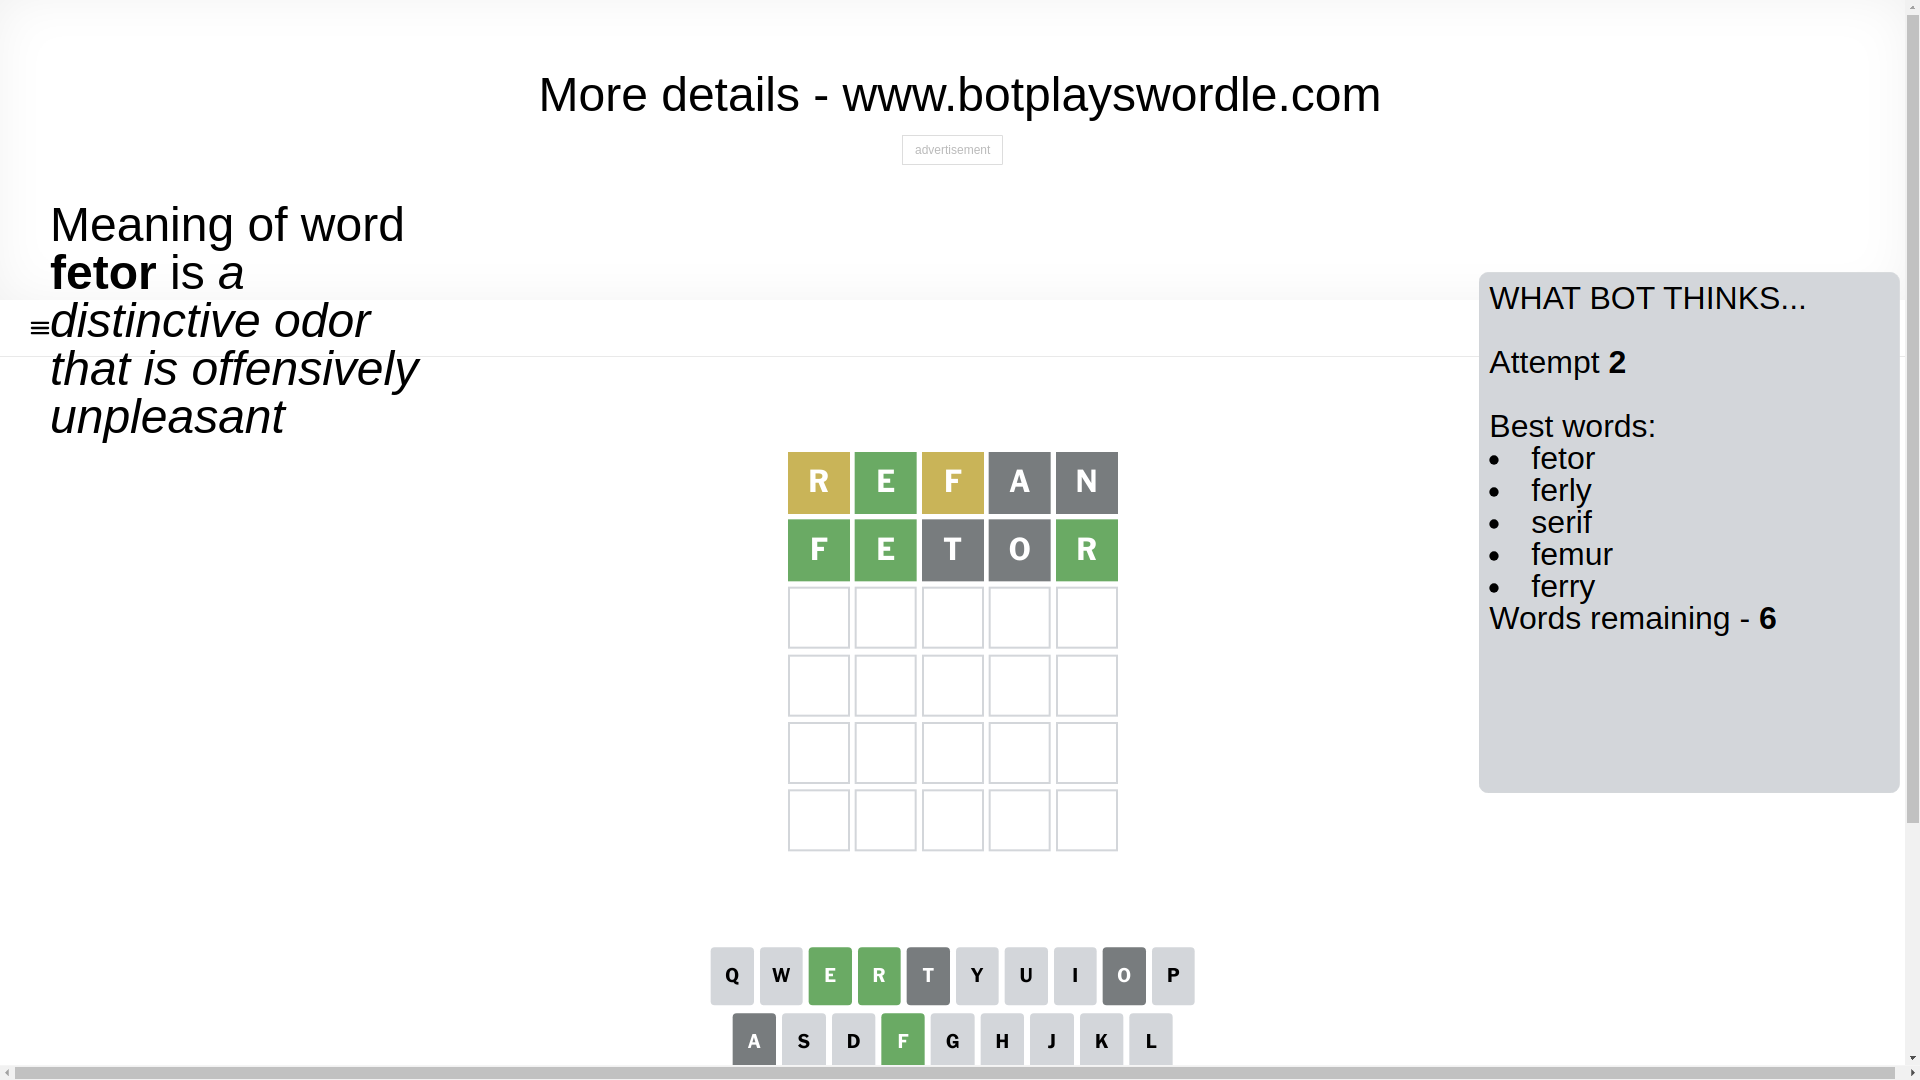 More details - www.botplayswordle.com
advertisement
Meaning of word
fetor is a
distinctive odor
that is offensively
unpleasant
WHAT BOT THINKS...
Attempt 2
Best words:
fetor
ferly
serif
femur
ferry
Words remaining - 6
R E F A N
F E T O R
Q W E R T Y U I O P
A S D F G H J K L